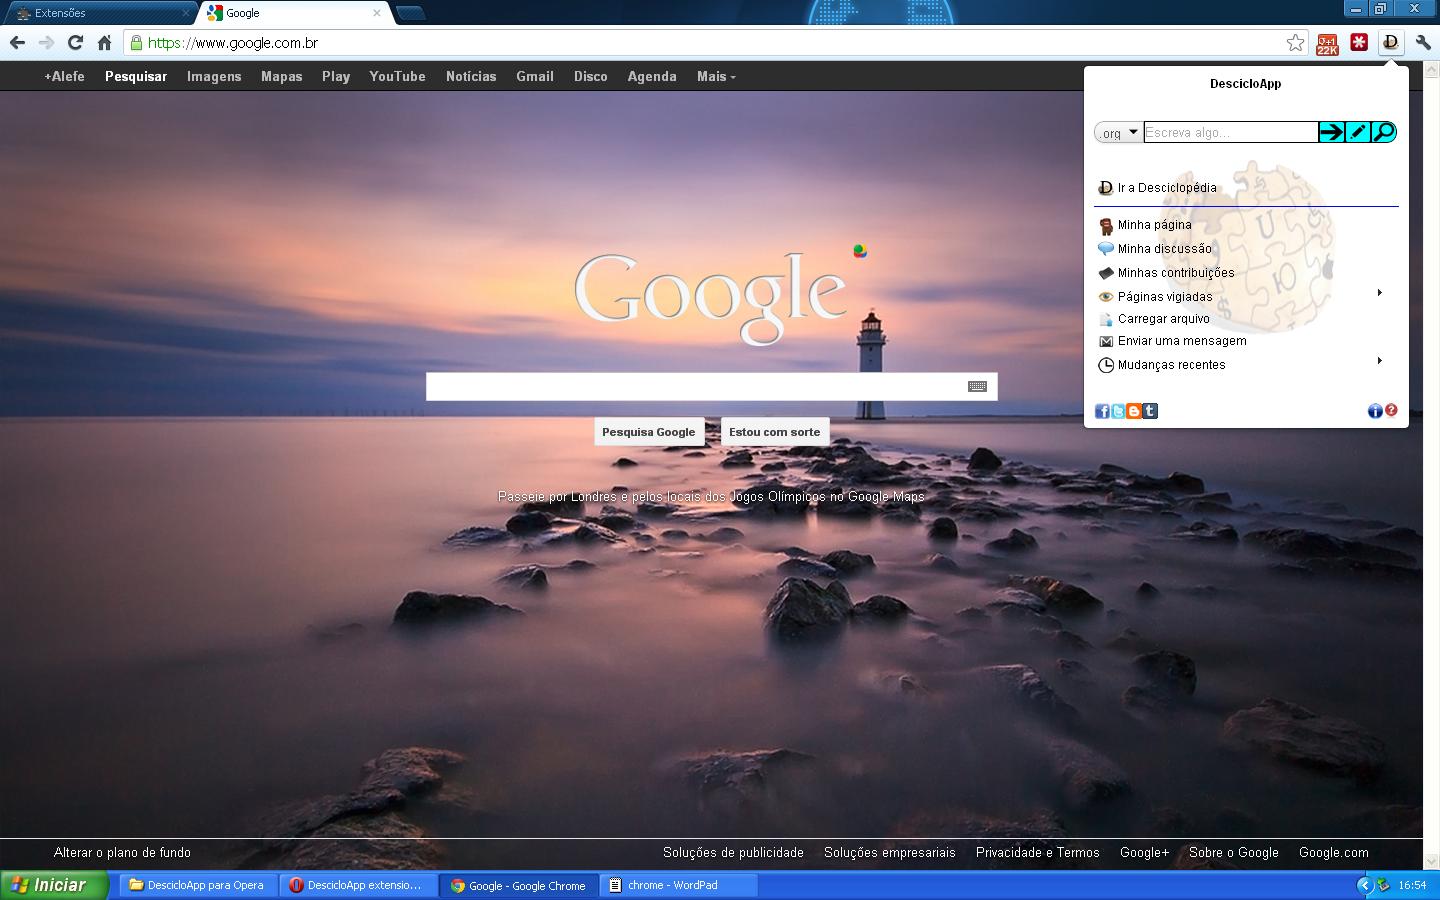 Extensões
Google
https://www.google.com.br
g+1
22K
+Alefe Pesquisar Imagens Mapas Play YouTube Notícias Gmail Disco Agenda Mais
DescicloApp
.org Escreva algo...
Ir a Desciclopédia
Minha página
Minha discussão
Minhas contribuições
Páginas vigiadas
Carregar arquivo
Enviar uma mensagem
Mudanças recentes
Google
Pesquisa Google Estou com sorte
Passeie por Londres e pelos locais dos Jogos Olímpicos no Google Maps
Alterar o plano de fundo Soluções de publicidade Soluções empresariais Privacidade e Termos Google+ Sobre o Google Google.com
Iniciar DescicloApp para Opera DescicloApp extensio... Google - Google Chrome chrome - WordPad 16:54